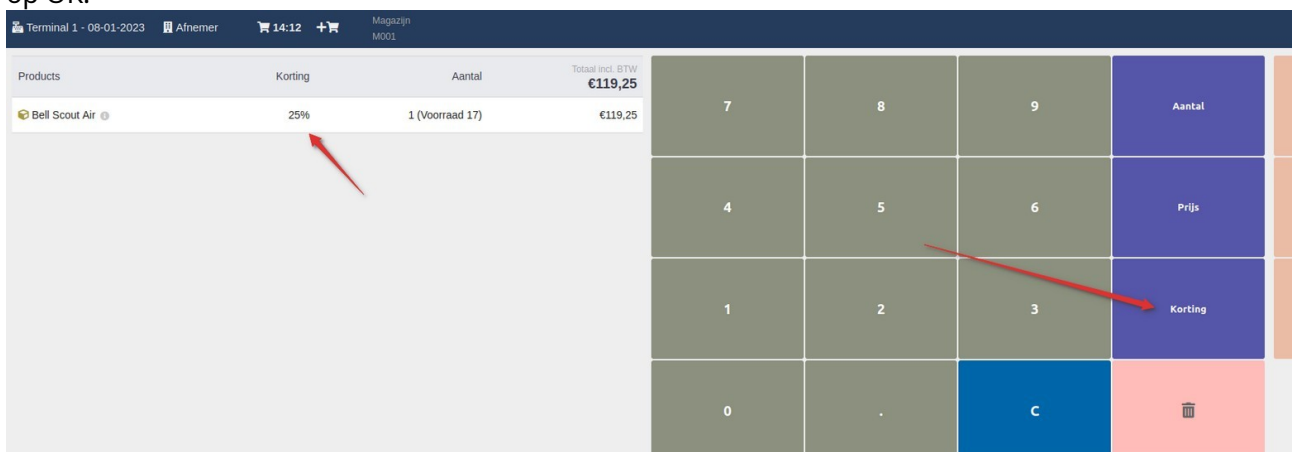 op OK.
Terminal 1 - 08-01-2023 Afnemer 14:12 Magazijn
M001
Products Korting Aantal Totaal incl. BTW
€119,25
Bell Scout Air 25% 1 (Voorraad 17) €119,25
7 8 9 Aantal
4 5 6 Prijs
1 2 3 Korting
0 . C